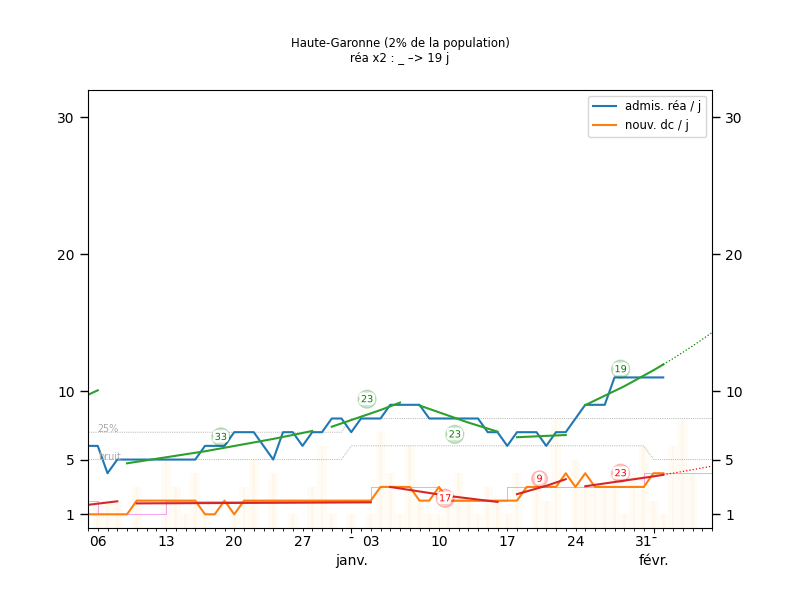 Haute-Garonne (2% de la population)
réa x2 : _ –> 19 j
admis. réa / j
nouv. dc / j
30 30
20 20
10 10
5 5
1 1
25%
bruit
33
23
23
19
17
9
23
06 13 20 27 - 03 10 17 24 31-
janv. févr.